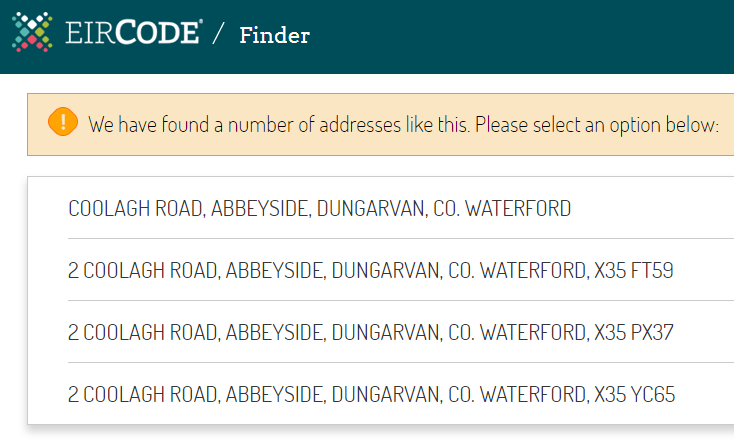 EIRCODE / Finder
! We have found a number of addresses like this. Please select an option below:
COOLAGH ROAD, ABBEYSIDE, DUNGARVAN, CO. WATERFORD
2 COOLAGH ROAD, ABBEYSIDE, DUNGARVAN, CO. WATERFORD, X35 FT59
2 COOLAGH ROAD, ABBEYSIDE, DUNGARVAN, CO. WATERFORD, X35 PX37
2 COOLAGH ROAD, ABBEYSIDE, DUNGARVAN, CO. WATERFORD, X35 YC65